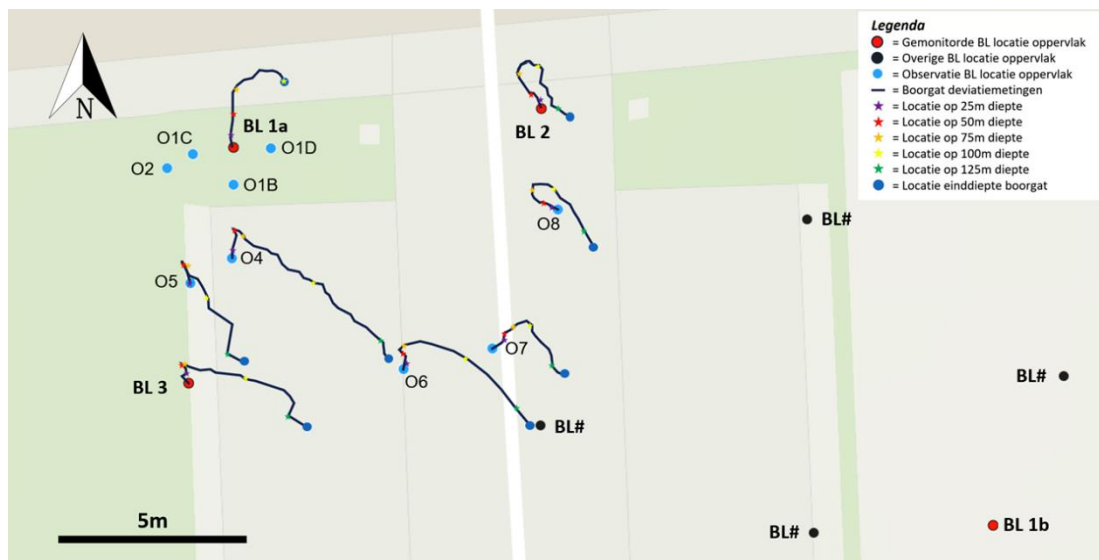 Legenda
= Gemonitorde BL locatie oppervlak
= Overige BL locatie oppervlak
= Observatie BL locatie oppervlak
= Boorgat deviatiemetingen
= Locatie op 25m diepte
= Locatie op 50m diepte
= Locatie op 75m diepte
= Locatie op 100m diepte
= Locatie op 125m diepte
= Locatie einddiepte boorgat
N
BL 1a
BL 2
O1C
O1D
O2
O1B
O8
BL#
O4
O5
O7
O6
BL 3
BL#
BL#
5m
BL#
BL 1b